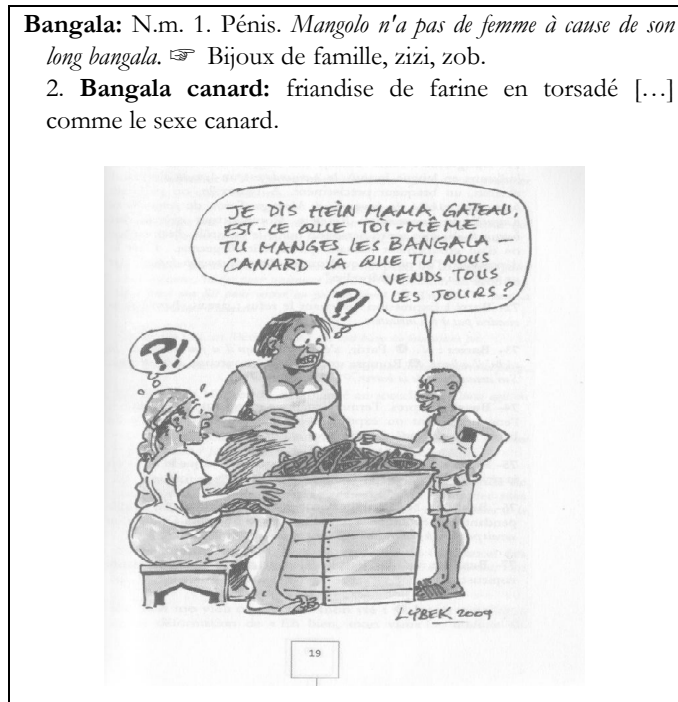 Bangala: N.m. 1. Pénis. Mangolo n'a pas de femme à cause de son
long bangala. ☞ Bijoux de famille, zizi, zob.
2. Bangala canard: friandise de farine en torsadé […]
comme le sexe canard.
JE DIS HEIN MAMA GATEAU,
EST-CE QUE TOI-MÊME
TU MANGES LES BANGALA –
CANARD LÀ QUE TU NOUS
VENDS TOUS
LES JOURS?
?!
?!
LYBEK 2009
19